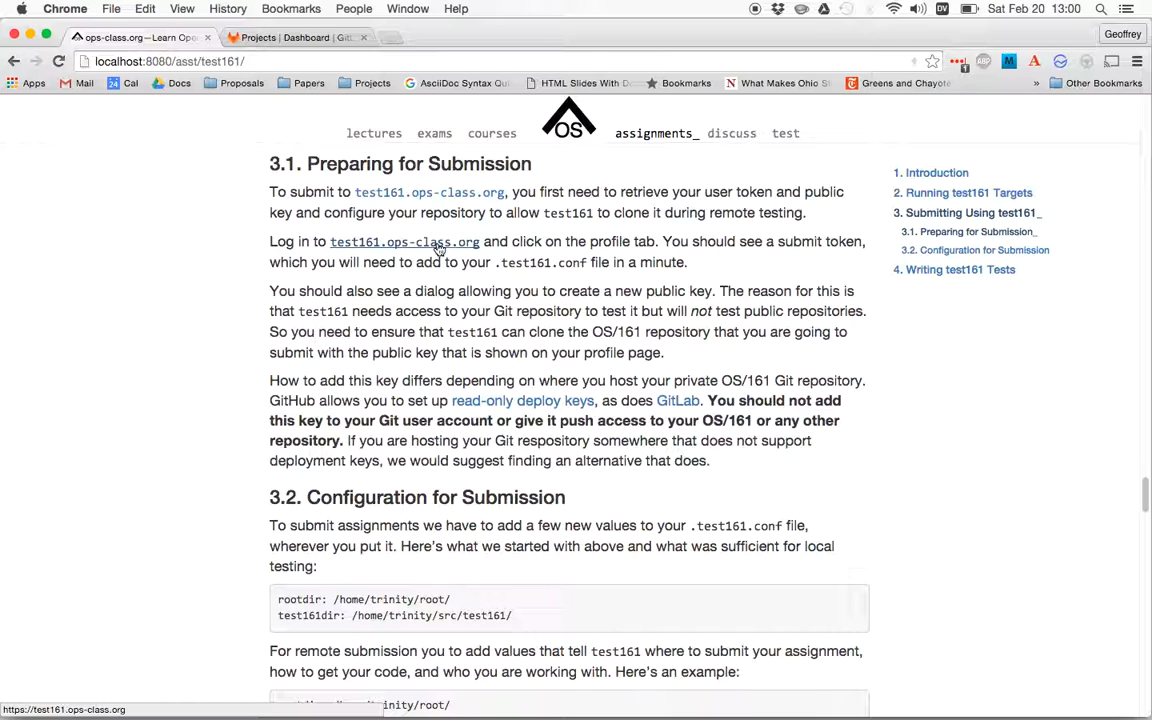 Chrome File Edit View History Bookmarks People Window Help
DV Sat Feb 20 13:00
ops-class.org—Learn Ope
Projects | Dashboard | GitL
Geoffrey
localhost:8080/asst/test161/
Apps Mail Cal Docs Proposals Papers Projects AsciiDoc Syntax Qui HTML Slides With De Bookmarks What Makes Ohio S Greens and Chayote » Other Bookmarks
lectures exams courses OS assignments_ discuss test
3.1. Preparing for Submission
To submit to test161.ops-class.org, you first need to retrieve your user token and public
key and configure your repository to allow test161 to clone it during remote testing.
Log in to test161.ops-class.org and click on the profile tab. You should see a submit token,
which you will need to add to your .test161.conf file in a minute.
You should also see a dialog allowing you to create a new public key. The reason for this is
that test161 needs access to your Git repository to test it but will not test public repositories.
So you need to ensure that test161 can clone the OS/161 repository that you are going to
submit with the public key that is shown on your profile page.
How to add this key differs depending on where you host your private OS/161 Git repository.
GitHub allows you to set up read-only deploy keys, as does GitLab. You should not add
this key to your Git user account or give it push access to your OS/161 or any other
repository. If you are hosting your Git respository somewhere that does not support
deployment keys, we would suggest finding an alternative that does.
3.2. Configuration for Submission
To submit assignments we have to add a few new values to your .test161.conf file,
wherever you put it. Here's what we started with above and what was sufficient for local
testing:
rootdir: /home/trinity/root/
test161dir: /home/trinity/src/test161/
For remote submission you to add values that tell test161 where to submit your assignment,
how to get your code, and who you are working with. Here's an example:
/home/trinity/root/
1. Introduction
2. Running test161 Targets
3. Submitting Using test161_
3.1. Preparing for Submission_
3.2. Configuration for Submission
4. Writing test161 Tests
https://test161.ops-class.org